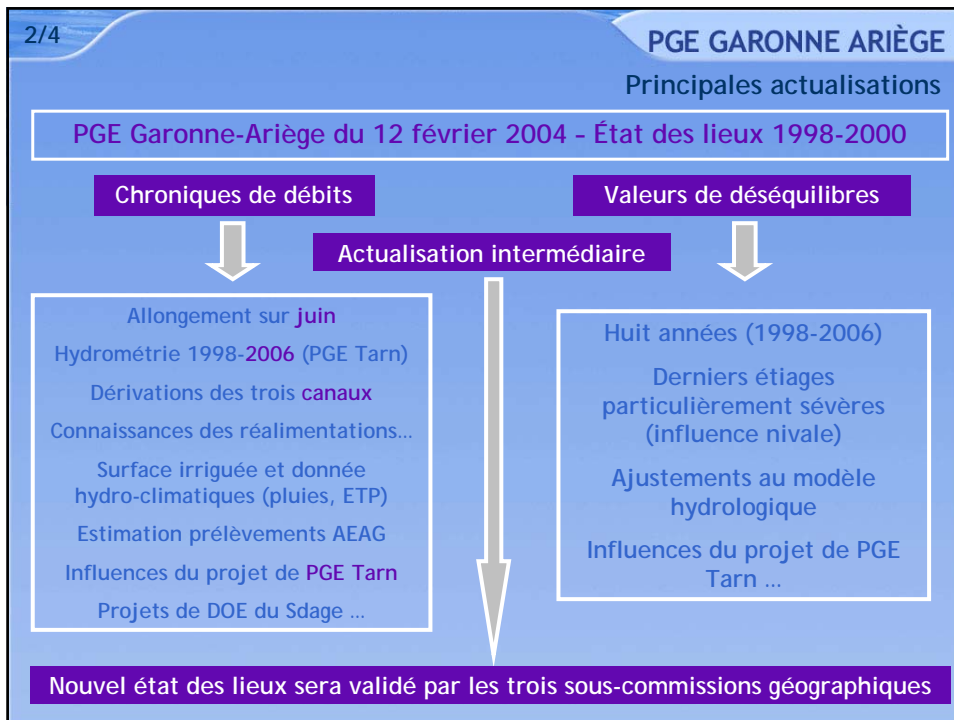 2/4
PGE GARONNE ARIÈGE
Principales actualisations
PGE Garonne-Ariège du 12 février 2004 - État des lieux 1998-2000
Chroniques de débits
Valeurs de déséquilibres
Actualisation intermédiaire
Allongement sur juin
Hydrométrie 1998-2006 (PGE Tarn)
Dérivations des trois canaux
Connaissances des réalimentations...
Surface irriguée et donnée
hydro-climatiques (pluies, ETP)
Estimation prélèvements AEAG
Influences du projet de PGE Tarn
Projets de DOE du Sdage ...
Huit années (1998-2006)
Derniers étiages
particulièrement sévères
(influence nivale)
Ajustements au modèle
hydrologique
Influences du projet de PGE
Tarn ...
Nouvel état des lieux sera validé par les trois sous-commissions géographiques